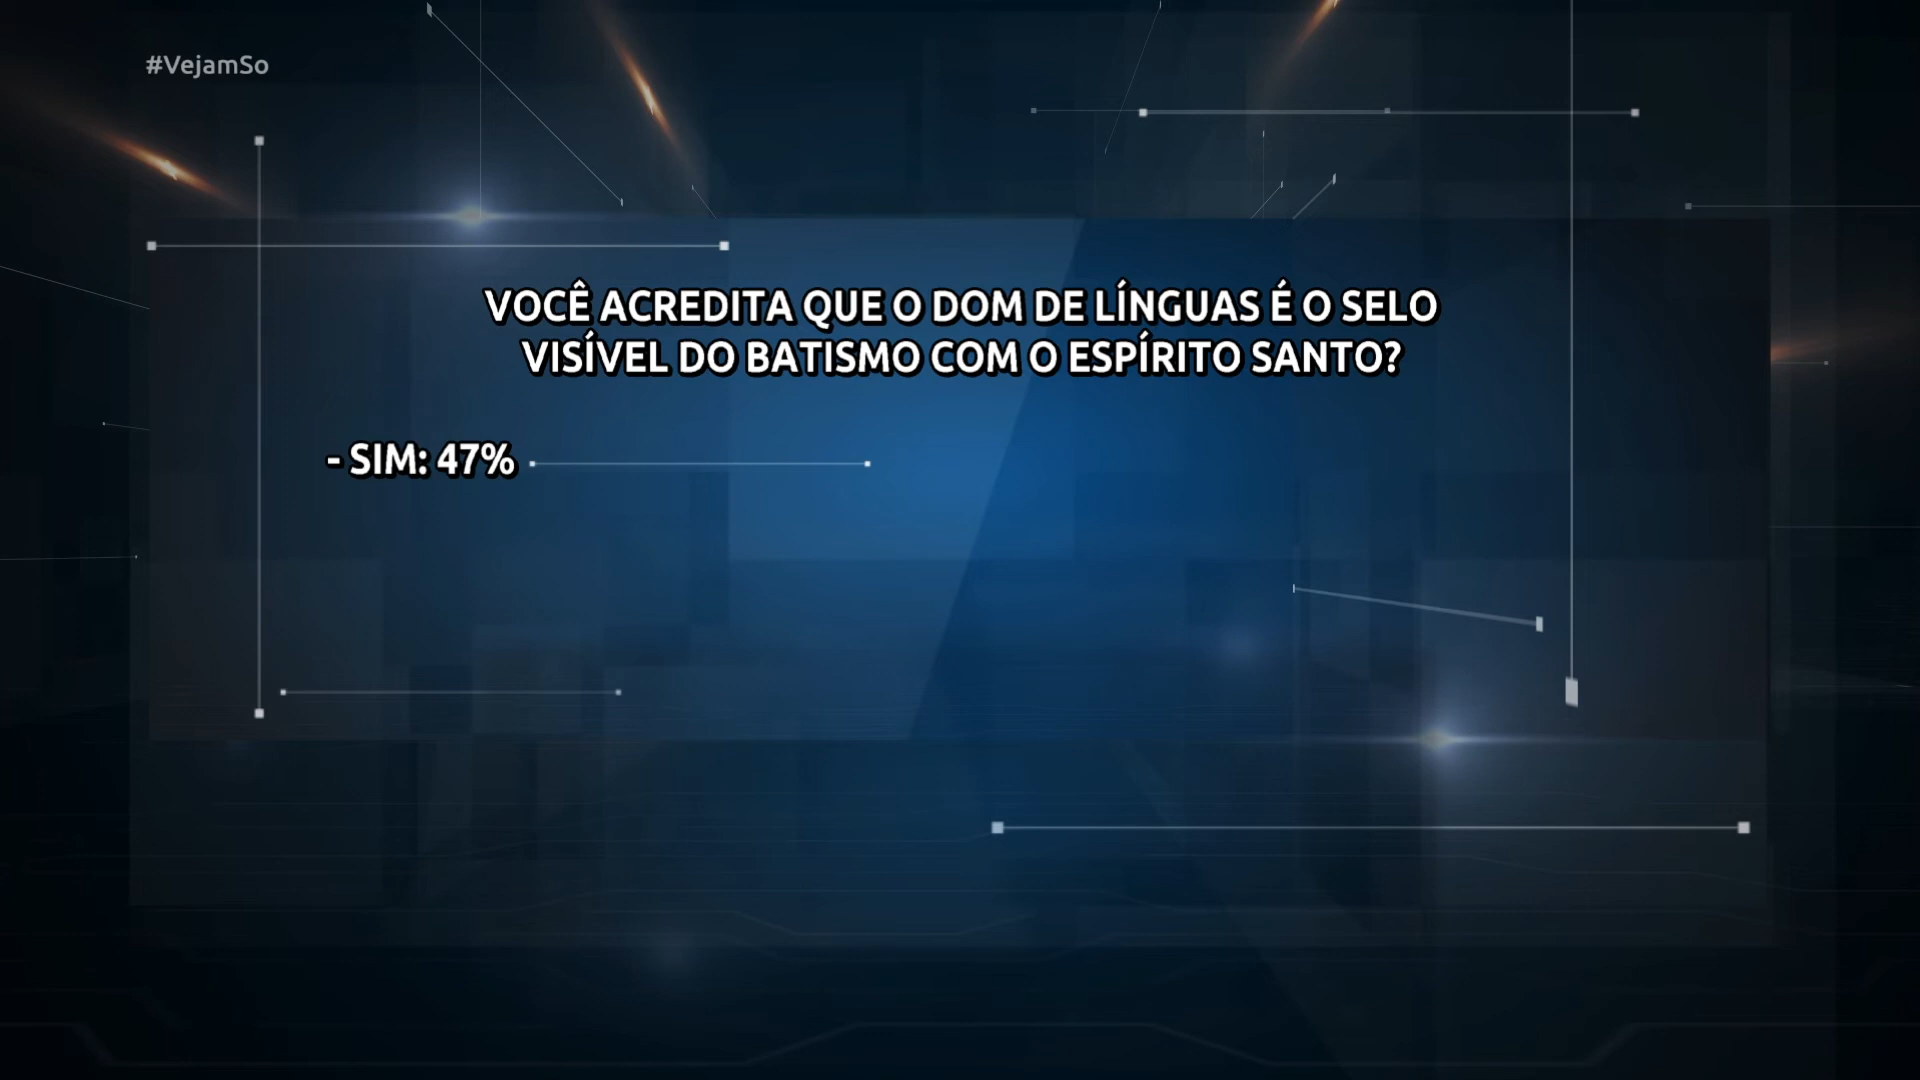 #VejamSo
VOCÊ ACREDITA QUE O DOM DE LÍNGUAS É O SELO
VISÍVEL DO BATISMO COM O ESPÍRITO SANTO?
- SIM: 47%